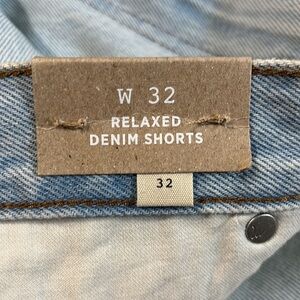 W 32
RELAXED
DENIM SHORTS
32